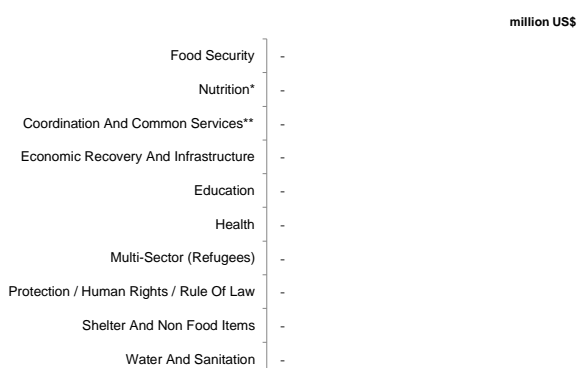 million US$
Food Security -
Nutrition* -
Coordination And Common Services** -
Economic Recovery And Infrastructure -
Education -
Health -
Multi-Sector (Refugees) -
Protection / Human Rights / Rule Of Law -
Shelter And Non Food Items -
Water And Sanitation -